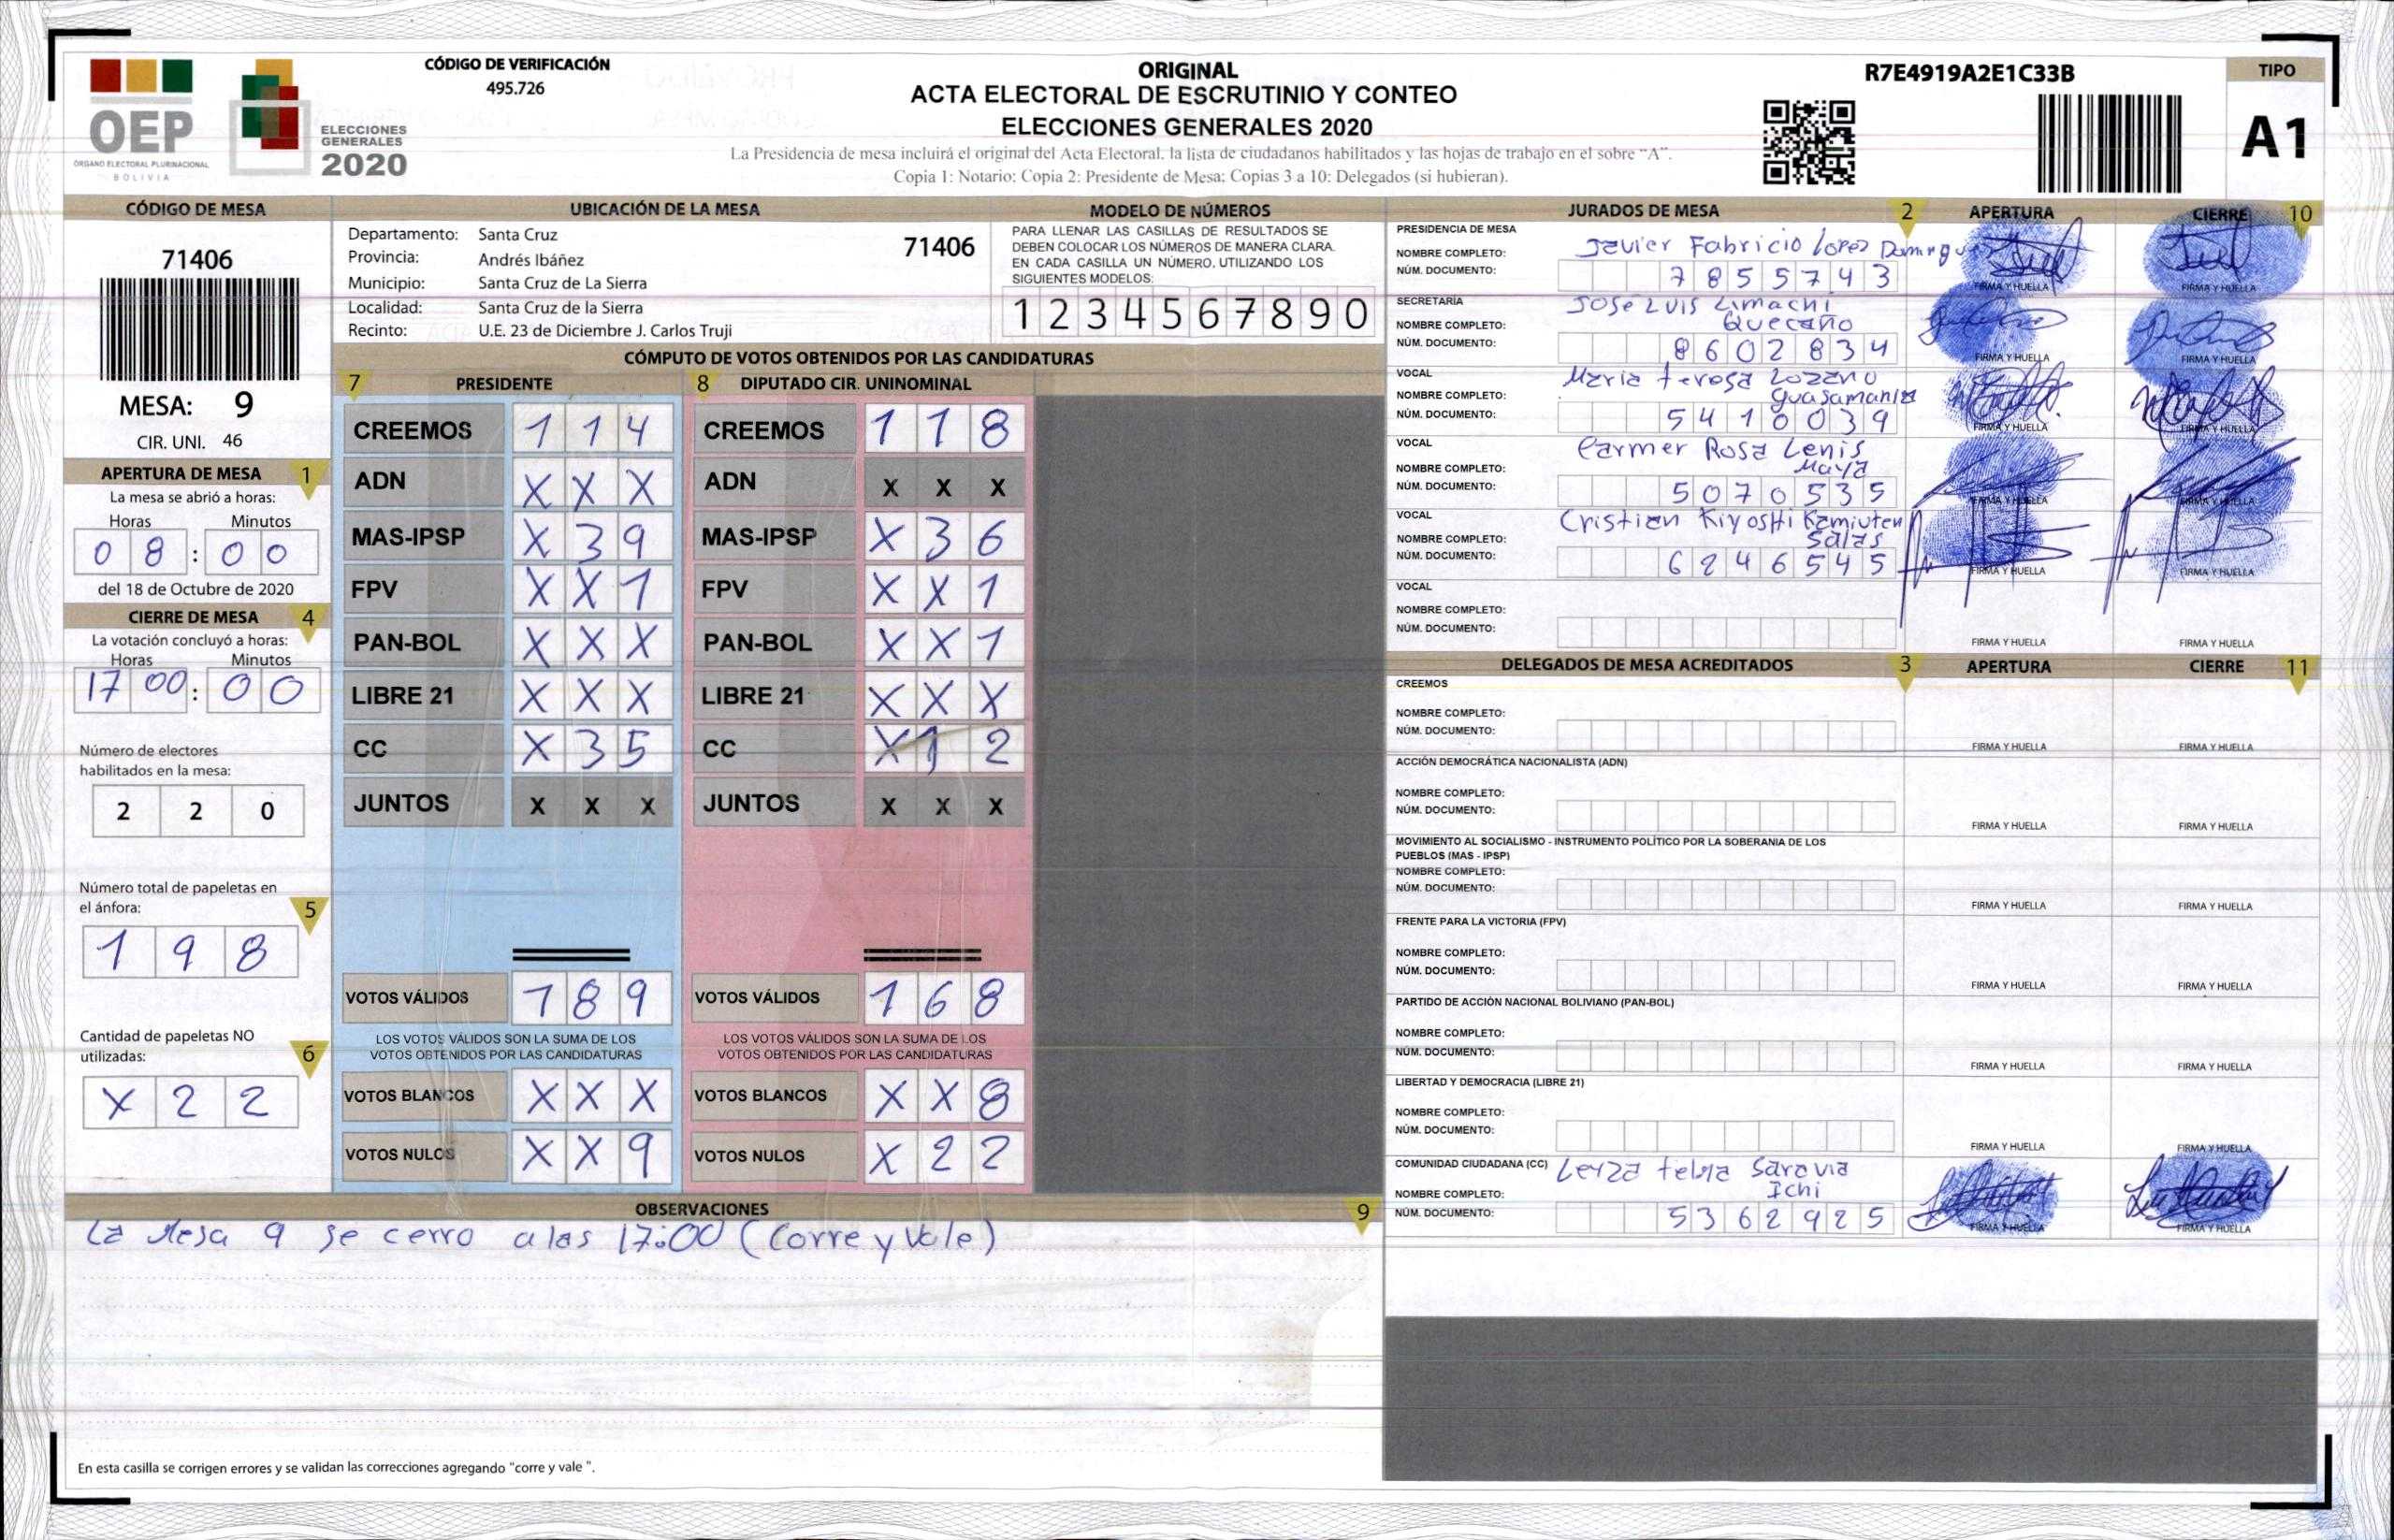 CÓDIGO DE VERIFICACIÓN
495.726
OEP
ÓRGANO ELECTORAL PLURINACIONAL
BOLIVIA
ELECCIONES
GENERALES
2020
ORIGINAL
ACTA ELECTORAL DE ESCRUTINIO Y CONTEO
ELECCIONES GENERALES 2020
La Presidencia de mesa incluirá el original del Acta Electoral, la lista de ciudadanos habilitados y las hojas de trabajo en el sobre "A".
Copia 1: Notario; Copia 2: Presidente de Mesa; Copias 3 a 10: Delegados (si hubieran).
R7E4919A2E1C33B
TIPO
A1
CÓDIGO DE MESA
71406
MESA: 9
CIR. UNI. 46
APERTURA DE MESA 1
La mesa se abrió a horas:
Horas Minutos
0 8 : 0 0
del 18 de Octubre de 2020
CIERRE DE MESA 4
La votación concluyó a horas:
Horas Minutos
17 00 : 0 0
Número de electores
habilitados en la mesa:
2 2 0
Número total de papeletas en
el ánfora: 5
1 9 8
Cantidad de papeletas NO
utilizadas: 6
X 2 2
UBICACIÓN DE LA MESA
Departamento: Santa Cruz 71406
Provincia: Andrés Ibáñez
Municipio: Santa Cruz de La Sierra
Localidad: Santa Cruz de la Sierra
Recinto: U.E. 23 de Diciembre J. Carlos Truji
MODELO DE NÚMEROS
PARA LLENAR LAS CASILLAS DE RESULTADOS SE
DEBEN COLOCAR LOS NÚMEROS DE MANERA CLARA.
EN CADA CASILLA UN NÚMERO, UTILIZANDO LOS
SIGUIENTES MODELOS:
1 2 3 4 5 6 7 8 9 0
CÓMPUTO DE VOTOS OBTENIDOS POR LAS CANDIDATURAS
7 PRESIDENTE 8 DIPUTADO CIR. UNINOMINAL
CREEMOS 1 1 4 CREEMOS 1 1 8
ADN X X X ADN X X X
MAS-IPSP X 3 9 MAS-IPSP X 3 6
FPV X X 1 FPV X X 1
PAN-BOL X X X PAN-BOL X X 1
LIBRE 21 X X X LIBRE 21 X X X
CC X 3 5 CC X 1 2
JUNTOS X X X JUNTOS X X X
VOTOS VÁLIDOS 1 8 9 VOTOS VÁLIDOS 1 6 8
LOS VOTOS VÁLIDOS SON LA SUMA DE LOS LOS VOTOS VÁLIDOS SON LA SUMA DE LOS
VOTOS OBTENIDOS POR LAS CANDIDATURAS VOTOS OBTENIDOS POR LAS CANDIDATURAS
VOTOS BLANCOS X X X VOTOS BLANCOS X X 8
VOTOS NULOS X X 9 VOTOS NULOS X 2 2
OBSERVACIONES 9
La Mesa 9 se cerro a las 17:00 (Corre y Vale)
En esta casilla se corrigen errores y se validan las correcciones agregando "corre y vale ".
JURADOS DE MESA 2 APERTURA CIERRE 10
PRESIDENCIA DE MESA
NOMBRE COMPLETO: Javier Fabricio Lopez
NÚM. DOCUMENTO: 7 8 5 5 7 4 3
FIRMA Y HUELLA FIRMA Y HUELLA
SECRETARIA
NOMBRE COMPLETO: Jose Luis Limachi
Quecaño
NÚM. DOCUMENTO: 8 6 0 2 8 3 4
FIRMA Y HUELLA FIRMA Y HUELLA
VOCAL
NOMBRE COMPLETO: Maria teresa Lozano
NÚM. DOCUMENTO: 5 4 1 0 0 3 9
FIRMA Y HUELLA FIRMA Y HUELLA
VOCAL
NOMBRE COMPLETO: Carmen Rosa Lenis
Maya
NÚM. DOCUMENTO: 5 0 7 0 5 3 5
FIRMA Y HUELLA FIRMA Y HUELLA
VOCAL
NOMBRE COMPLETO: Cristian Kiyoshi
Salas
NÚM. DOCUMENTO: 6 2 4 6 5 4 5
FIRMA Y HUELLA FIRMA Y HUELLA
VOCAL
NOMBRE COMPLETO:
NÚM. DOCUMENTO:
FIRMA Y HUELLA FIRMA Y HUELLA
DELEGADOS DE MESA ACREDITADOS 3 APERTURA CIERRE 11
CREEMOS
NOMBRE COMPLETO:
NÚM. DOCUMENTO:
FIRMA Y HUELLA FIRMA Y HUELLA
ACCIÓN DEMOCRÁTICA NACIONALISTA (ADN)
NOMBRE COMPLETO:
NÚM. DOCUMENTO:
FIRMA Y HUELLA FIRMA Y HUELLA
MOVIMIENTO AL SOCIALISMO - INSTRUMENTO POLÍTICO POR LA SOBERANIA DE LOS
PUEBLOS (MAS - IPSP)
NOMBRE COMPLETO:
NÚM. DOCUMENTO:
FIRMA Y HUELLA FIRMA Y HUELLA
FRENTE PARA LA VICTORIA (FPV)
NOMBRE COMPLETO:
NÚM. DOCUMENTO:
FIRMA Y HUELLA FIRMA Y HUELLA
PARTIDO DE ACCIÓN NACIONAL BOLIVIANO (PAN-BOL)
NOMBRE COMPLETO:
NÚM. DOCUMENTO:
FIRMA Y HUELLA FIRMA Y HUELLA
LIBERTAD Y DEMOCRACIA (LIBRE 21)
NOMBRE COMPLETO:
NÚM. DOCUMENTO:
FIRMA Y HUELLA FIRMA Y HUELLA
COMUNIDAD CIUDADANA (CC)
NOMBRE COMPLETO: Saravia
Ichi
NÚM. DOCUMENTO: 5 3 6 2 9 2 5
FIRMA Y HUELLA FIRMA Y HUELLA